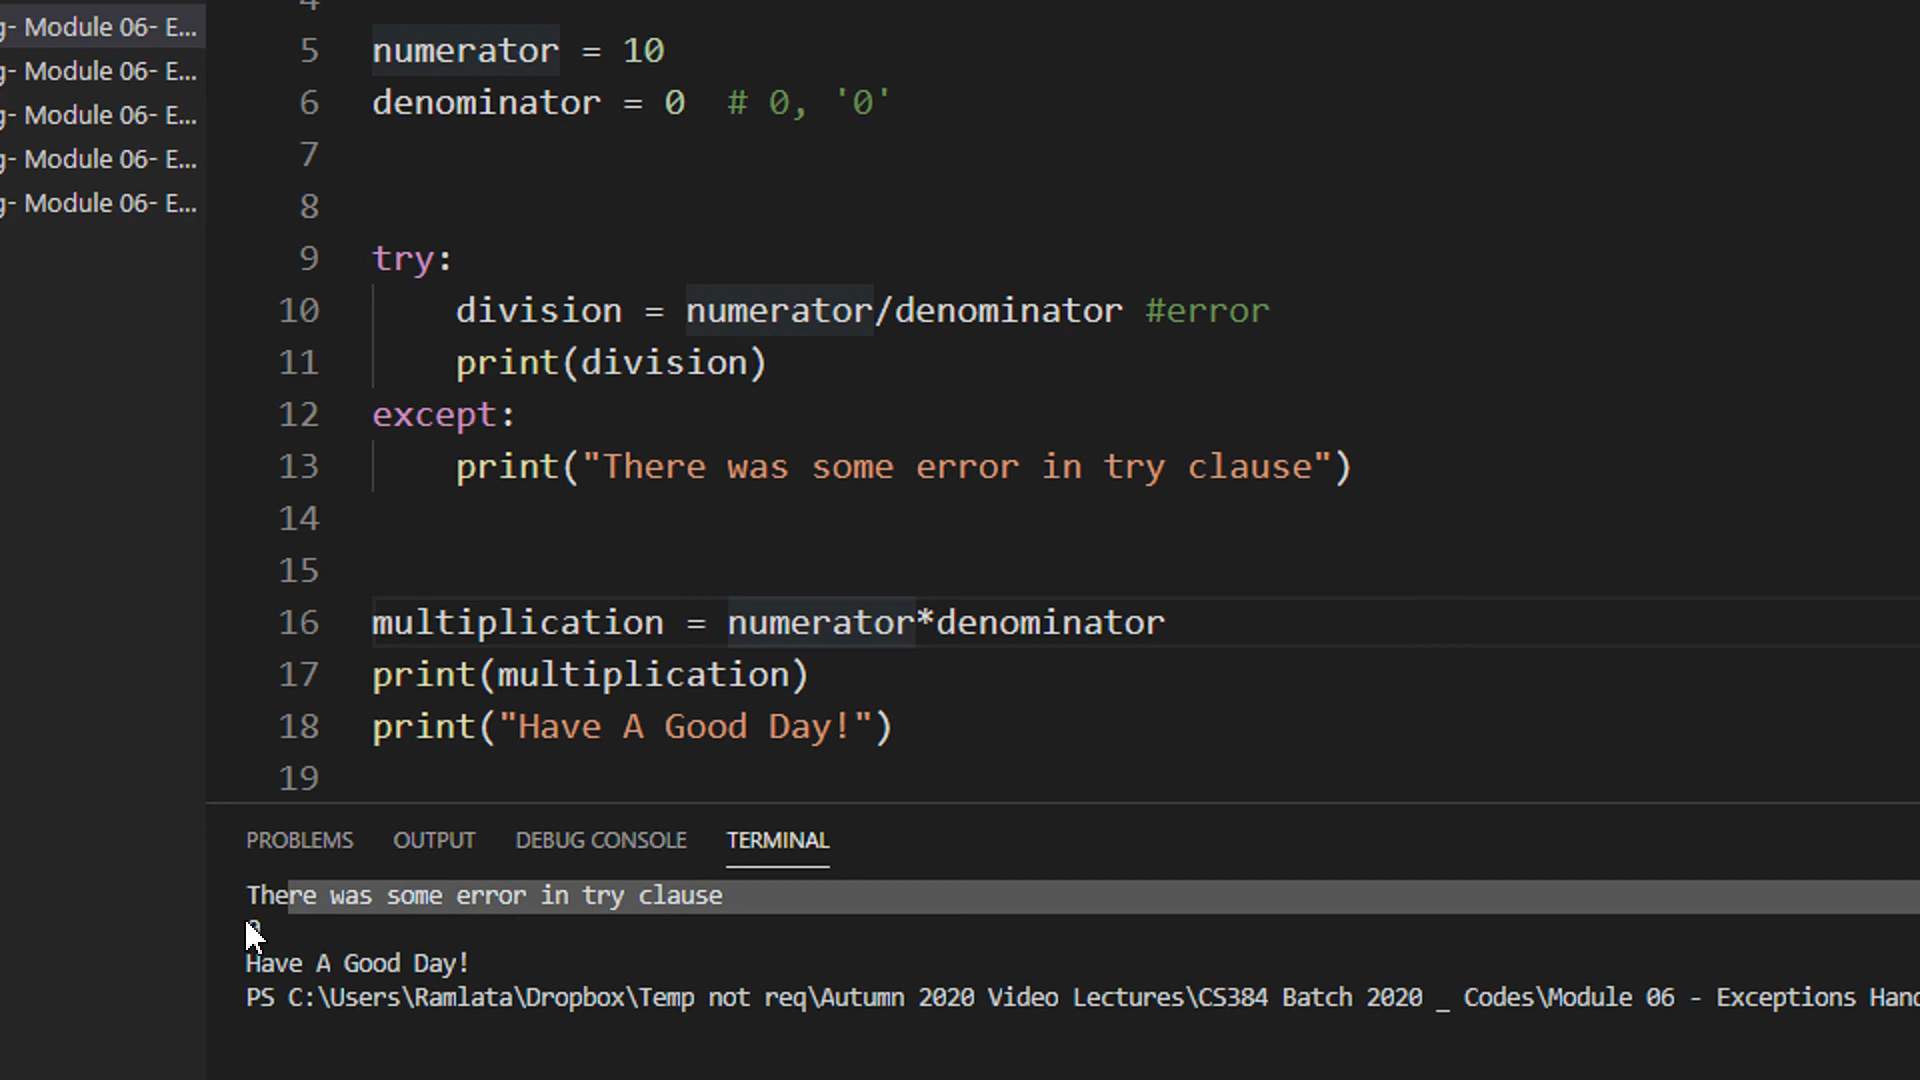 g- Module 06- E...
g- Module 06- E...
g- Module 06- E...
g- Module 06- E...
g- Module 06- E...
4
5 numerator = 10
6 denominator = 0  # 0, '0'
7
8
9 try:
10     division = numerator/denominator #error
11     print(division)
12 except:
13     print("There was some error in try clause")
14
15
16 multiplication = numerator*denominator
17 print(multiplication)
18 print("Have A Good Day!")
19
PROBLEMS OUTPUT DEBUG CONSOLE TERMINAL
There was some error in try clause
Have A Good Day!
PS C:\Users\Ramlata\Dropbox\Temp not req\Autumn 2020 Video Lectures\CS384 Batch 2020 _ Codes\Module 06 - Exceptions Hand